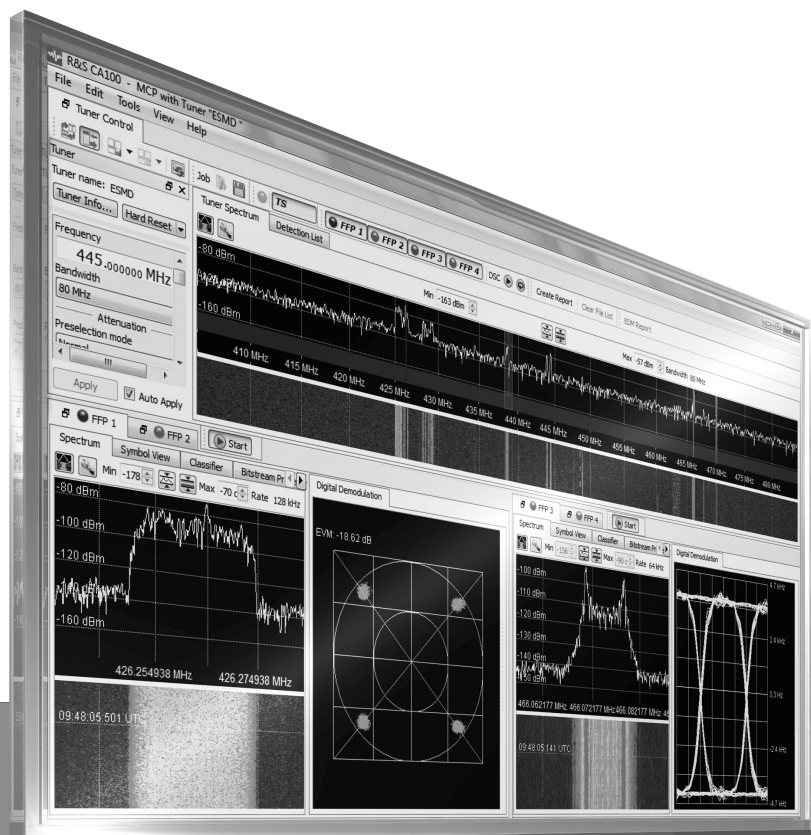 R&S CA100 - MCP with Tuner "ESMD "
File Edit Tools View Help
Tuner Control
Tuner
Tuner name: ESMD
Tuner Info... Hard Reset
Frequency
445.000000 MHz
Bandwidth
80 MHz
Attenuation
Preselection mode
Normal
Apply Auto Apply
Job TS FFP 1 FFP 2 FFP 3 FFP 4 DSC Create Report Clear File List EDM Report
Tuner Spectrum Detection List
Min -163 dBm Max -57 dBm Bandwidth 80 MHz
-80 dBm
-120 dBm
-160 dBm
410 MHz 415 MHz 420 MHz 425 MHz 430 MHz 435 MHz 440 MHz 445 MHz 450 MHz 455 MHz 460 MHz 465 MHz 470 MHz 475 MHz 480 MHz
FFP 1 FFP 2 Start
Spectrum Symbol View Classifier Bitstream Pr
Min -178 Max -70 Rate 128 kHz
-80 dBm
-100 dBm
-120 dBm
-160 dBm
426.254938 MHz 426.274938 MHz
09:48:05:501 UTC
Digital Demodulation
EVM: -18.62 dB
FFP 3 FFP 4 Start
Spectrum Symbol View Classifier Bitstream Pr
Min -156 Max -90 Rate 64 kHz
-100 dBm
-110 dBm
-120 dBm
-130 dBm
-140 dBm
-150 dBm
466.062177 MHz 466.072177 MHz 466.082177 MHz
09:48:05:141 UTC
Digital Demodulation
4.7 kHz
2.4 kHz
0.0 Hz
-2.4 kHz
-4.7 kHz